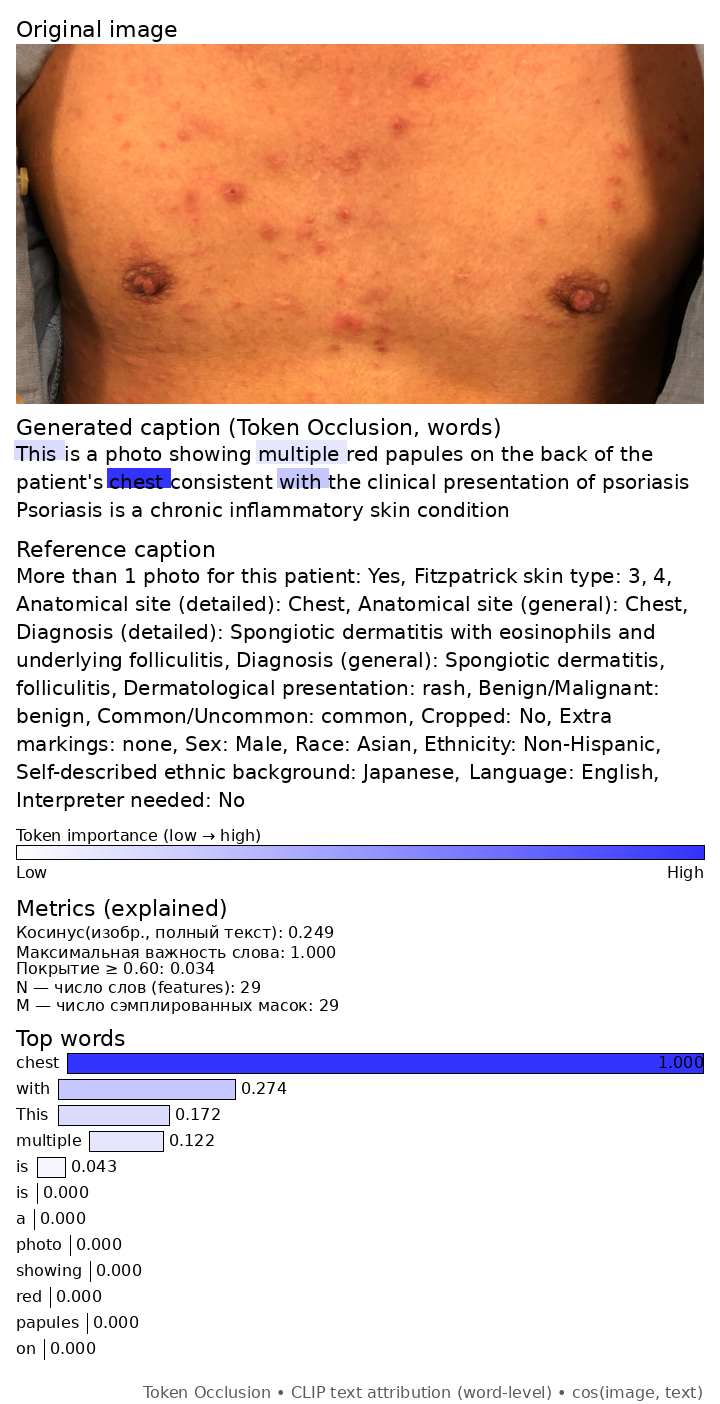 Original image
Generated caption (Token Occlusion, words)
This is a photo showing multiple red papules on the back of the
patient's chest consistent with the clinical presentation of psoriasis
Psoriasis is a chronic inflammatory skin condition
Reference caption
More than 1 photo for this patient: Yes, Fitzpatrick skin type: 3, 4,
Anatomical site (detailed): Chest, Anatomical site (general): Chest,
Diagnosis (detailed): Spongiotic dermatitis with eosinophils and
underlying folliculitis, Diagnosis (general): Spongiotic dermatitis,
folliculitis, Dermatological presentation: rash, Benign/Malignant:
benign, Common/Uncommon: common, Cropped: No, Extra
markings: none, Sex: Male, Race: Asian, Ethnicity: Non-Hispanic,
Self-described ethnic background: Japanese, Language: English,
Interpreter needed: No
Token importance (low → high)
Low High
Metrics (explained)
Косинус(изобр., полный текст): 0.249
Максимальная важность слова: 1.000
Покрытие ≥ 0.60: 0.034
N — число слов (features): 29
M — число сэмплированных масок: 29
Top words
chest 1.000
with 0.274
This 0.172
multiple 0.122
is 0.043
is 0.000
a 0.000
photo 0.000
showing 0.000
red 0.000
papules 0.000
on 0.000
Token Occlusion • CLIP text attribution (word-level) • cos(image, text)